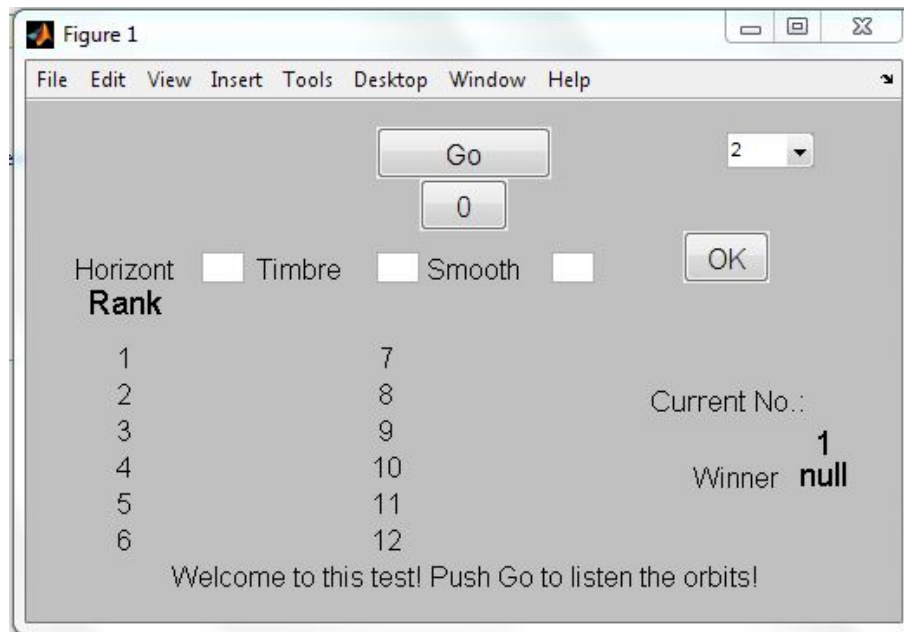 Figure 1
File Edit View Insert Tools Desktop Window Help
Go
2
0
Horizont Timbre Smooth OK
Rank
1 7
2 8
3 9
4 10
5 11
6 12
Current No.:
1
Winner null
Welcome to this test! Push Go to listen the orbits!